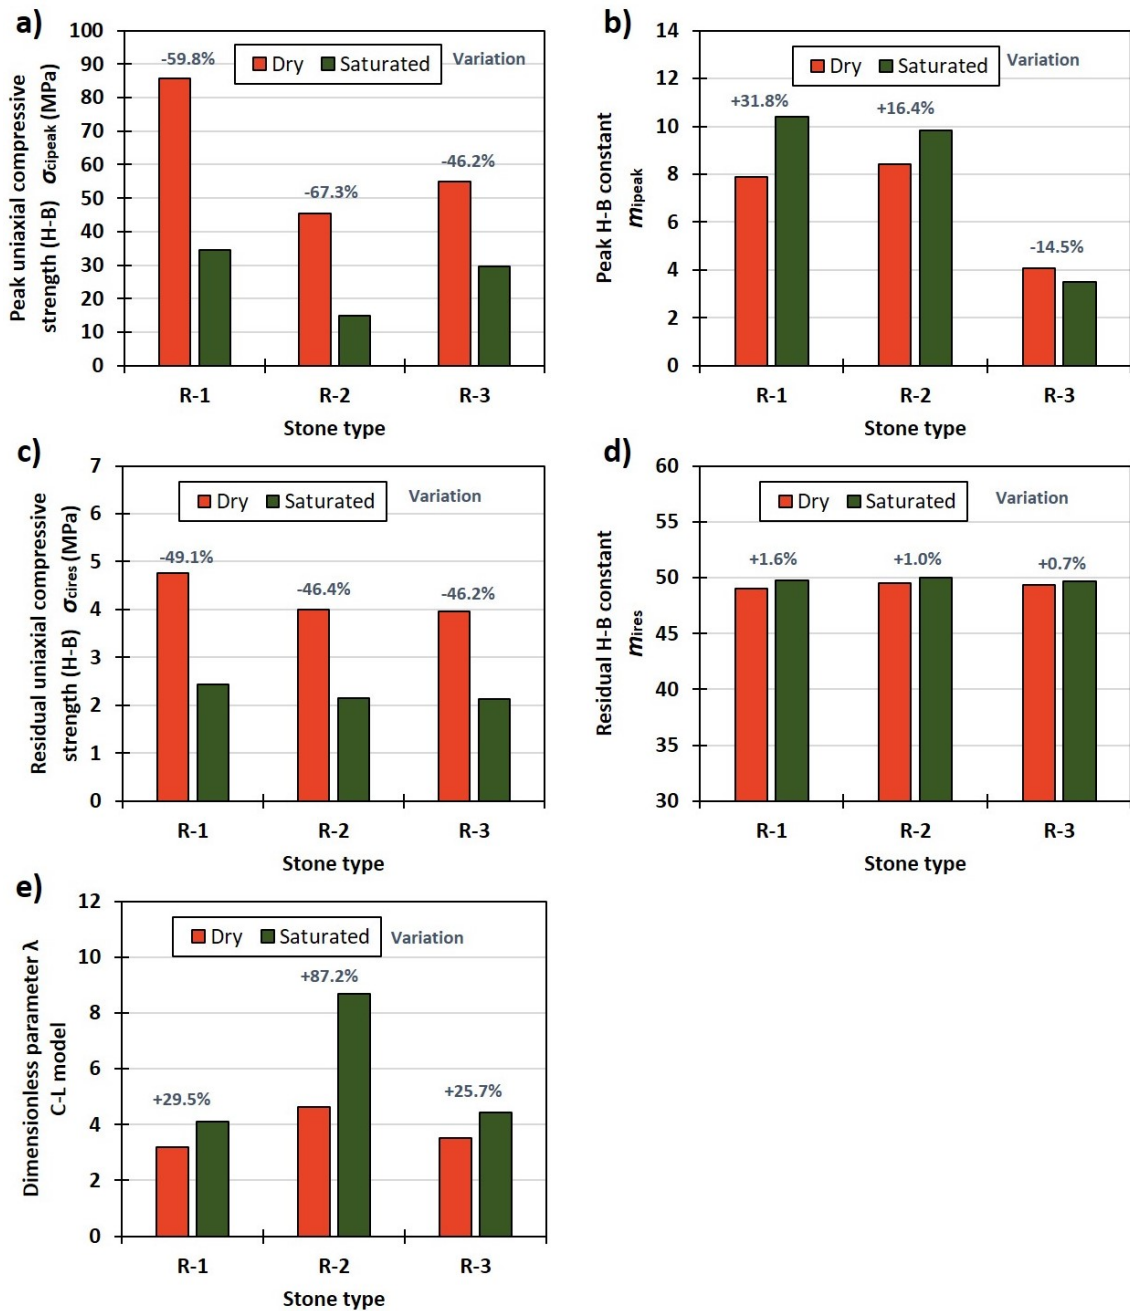 a)
Peak uniaxial compressive
strength (H-B) σcipeak (MPa)
100
90
80
70
60
50
40
30
20
10
0
Dry
Saturated
Variation
-59.8%
-67.3%
-46.2%
R-1
R-2
R-3
Stone type
b)
Peak H-B constant
mipeak
14
12
10
8
6
4
2
0
Dry
Saturated
Variation
+31.8%
+16.4%
-14.5%
R-1
R-2
R-3
Stone type
c)
Residual uniaxial compressive
strength (H-B) σcires (MPa)
7
6
5
4
3
2
1
0
Dry
Saturated
Variation
-49.1%
-46.4%
-46.2%
R-1
R-2
R-3
Stone type
d)
Residual H-B constant
mires
60
55
50
45
40
35
30
Dry
Saturated
Variation
+1.6%
+1.0%
+0.7%
R-1
R-2
R-3
Stone type
e)
Dimensionless parameter λ
C-L model
12
10
8
6
4
2
0
Dry
Saturated
Variation
+29.5%
+87.2%
+25.7%
R-1
R-2
R-3
Stone type